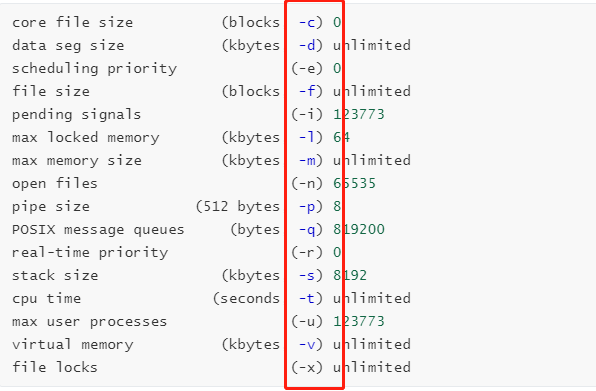 core file size (blocks -c) 0
data seg size (kbytes -d) unlimited
scheduling priority (-e) 0
file size (blocks -f) unlimited
pending signals (-i) 123773
max locked memory (kbytes -l) 64
max memory size (kbytes -m) unlimited
open files (-n) 65535
pipe size (512 bytes -p) 8
POSIX message queues (bytes -q) 819200
real-time priority (-r) 0
stack size (kbytes -s) 8192
cpu time (seconds -t) unlimited
max user processes (-u) 123773
virtual memory (kbytes -v) unlimited
file locks (-x) unlimited